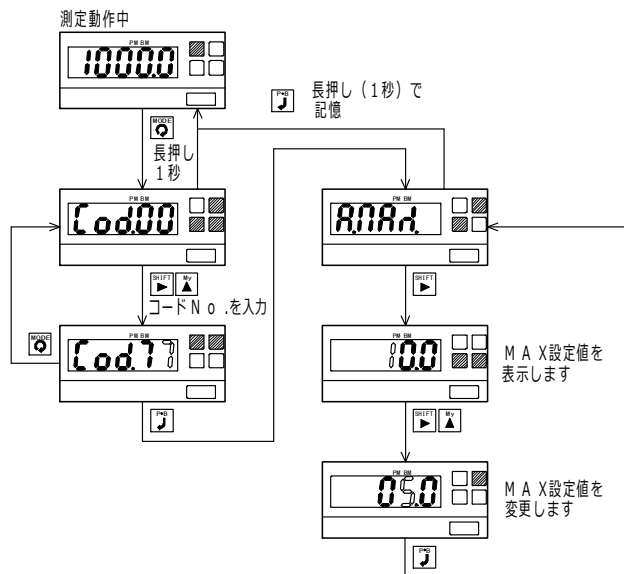 測定動作中
PM BM
1000.0
MODE
長押し
1秒
P•B
長押し(1秒)で
記憶
PM BM
Cod.00
SHIFT My
コードNo.を入力
MODE
PM BM
Cod.77
P•B
PM BM
A.MAd.
SHIFT
PM BM
10.0
MAX設定値を
表示します
SHIFT My
PM BM
05.0
MAX設定値を
変更します
P•B